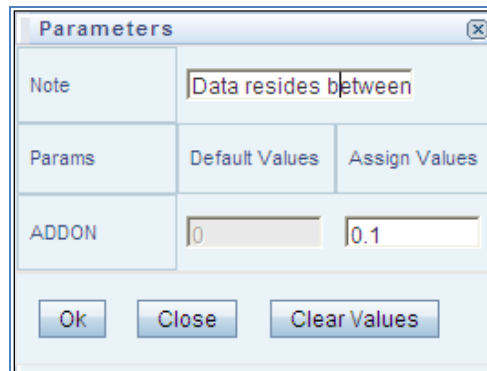 Parameters
Note Data resides between
Params Default Values Assign Values
ADDON 0 0.1
Ok Close Clear Values